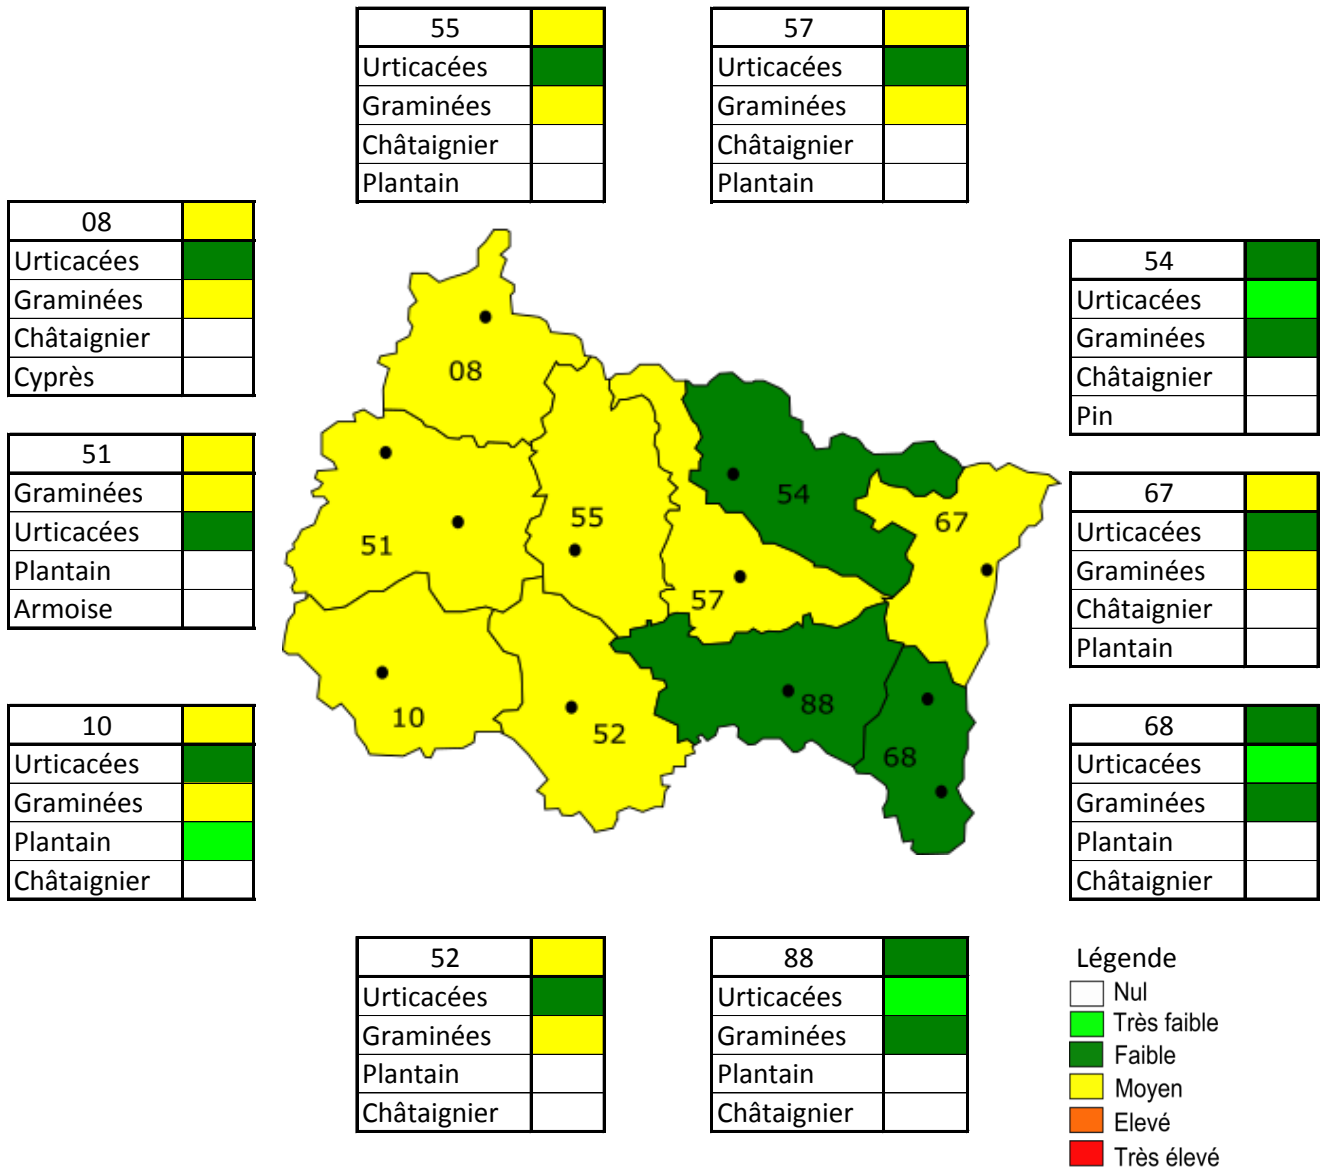 55
Urticacées
Graminées
Châtaignier
Plantain
57
Urticacées
Graminées
Châtaignier
Plantain
08
Urticacées
Graminées
Châtaignier
Cyprès
51
Graminées
Urticacées
Plantain
Armoise
10
Urticacées
Graminées
Plantain
Châtaignier
08
54
67
55
51
57
88
10
52
68
54
Urticacées
Graminées
Châtaignier
Pin
67
Urticacées
Graminées
Châtaignier
Plantain
68
Urticacées
Graminées
Plantain
Châtaignier
52
Urticacées
Graminées
Plantain
Châtaignier
88
Urticacées
Graminées
Plantain
Châtaignier
Légende
Nul
Très faible
Faible
Moyen
Elevé
Très élevé